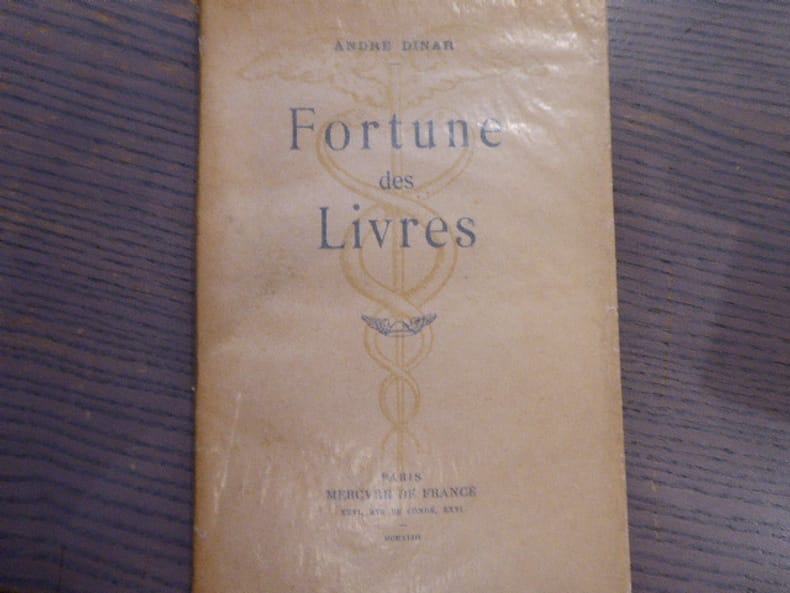 ANDRÉ DINAR
Fortune
des
Livres
PARIS
MERCVRE DE FRANCE
XXVI, RVE DE CONDÉ, XXVI